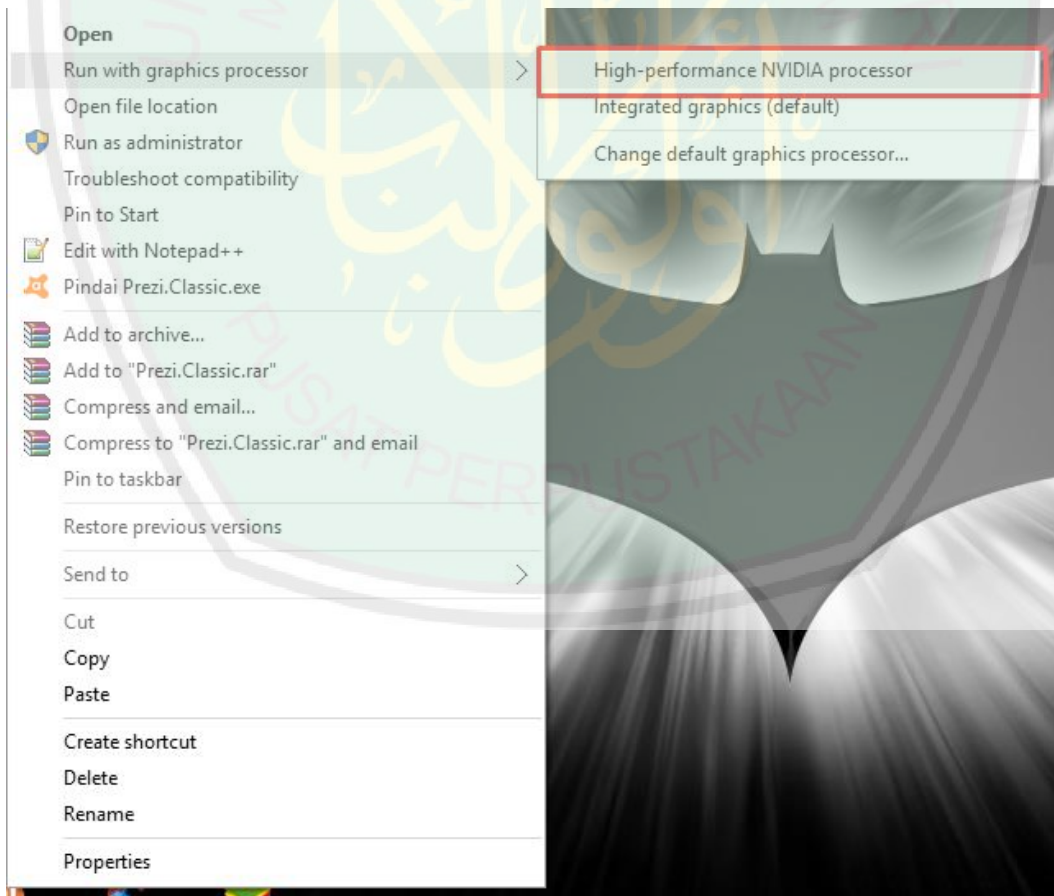 Open
Run with graphics processor
High-performance NVIDIA processor
Integrated graphics (default)
Change default graphics processor...
Open file location
Run as administrator
Troubleshoot compatibility
Pin to Start
Edit with Notepad++
Pindai Prezi.Classic.exe
Add to archive...
Add to "Prezi.Classic.rar"
Compress and email...
Compress to "Prezi.Classic.rar" and email
Pin to taskbar
Restore previous versions
Send to
Cut
Copy
Paste
Create shortcut
Delete
Rename
Properties
PUSAT PERPUSTAKAAN